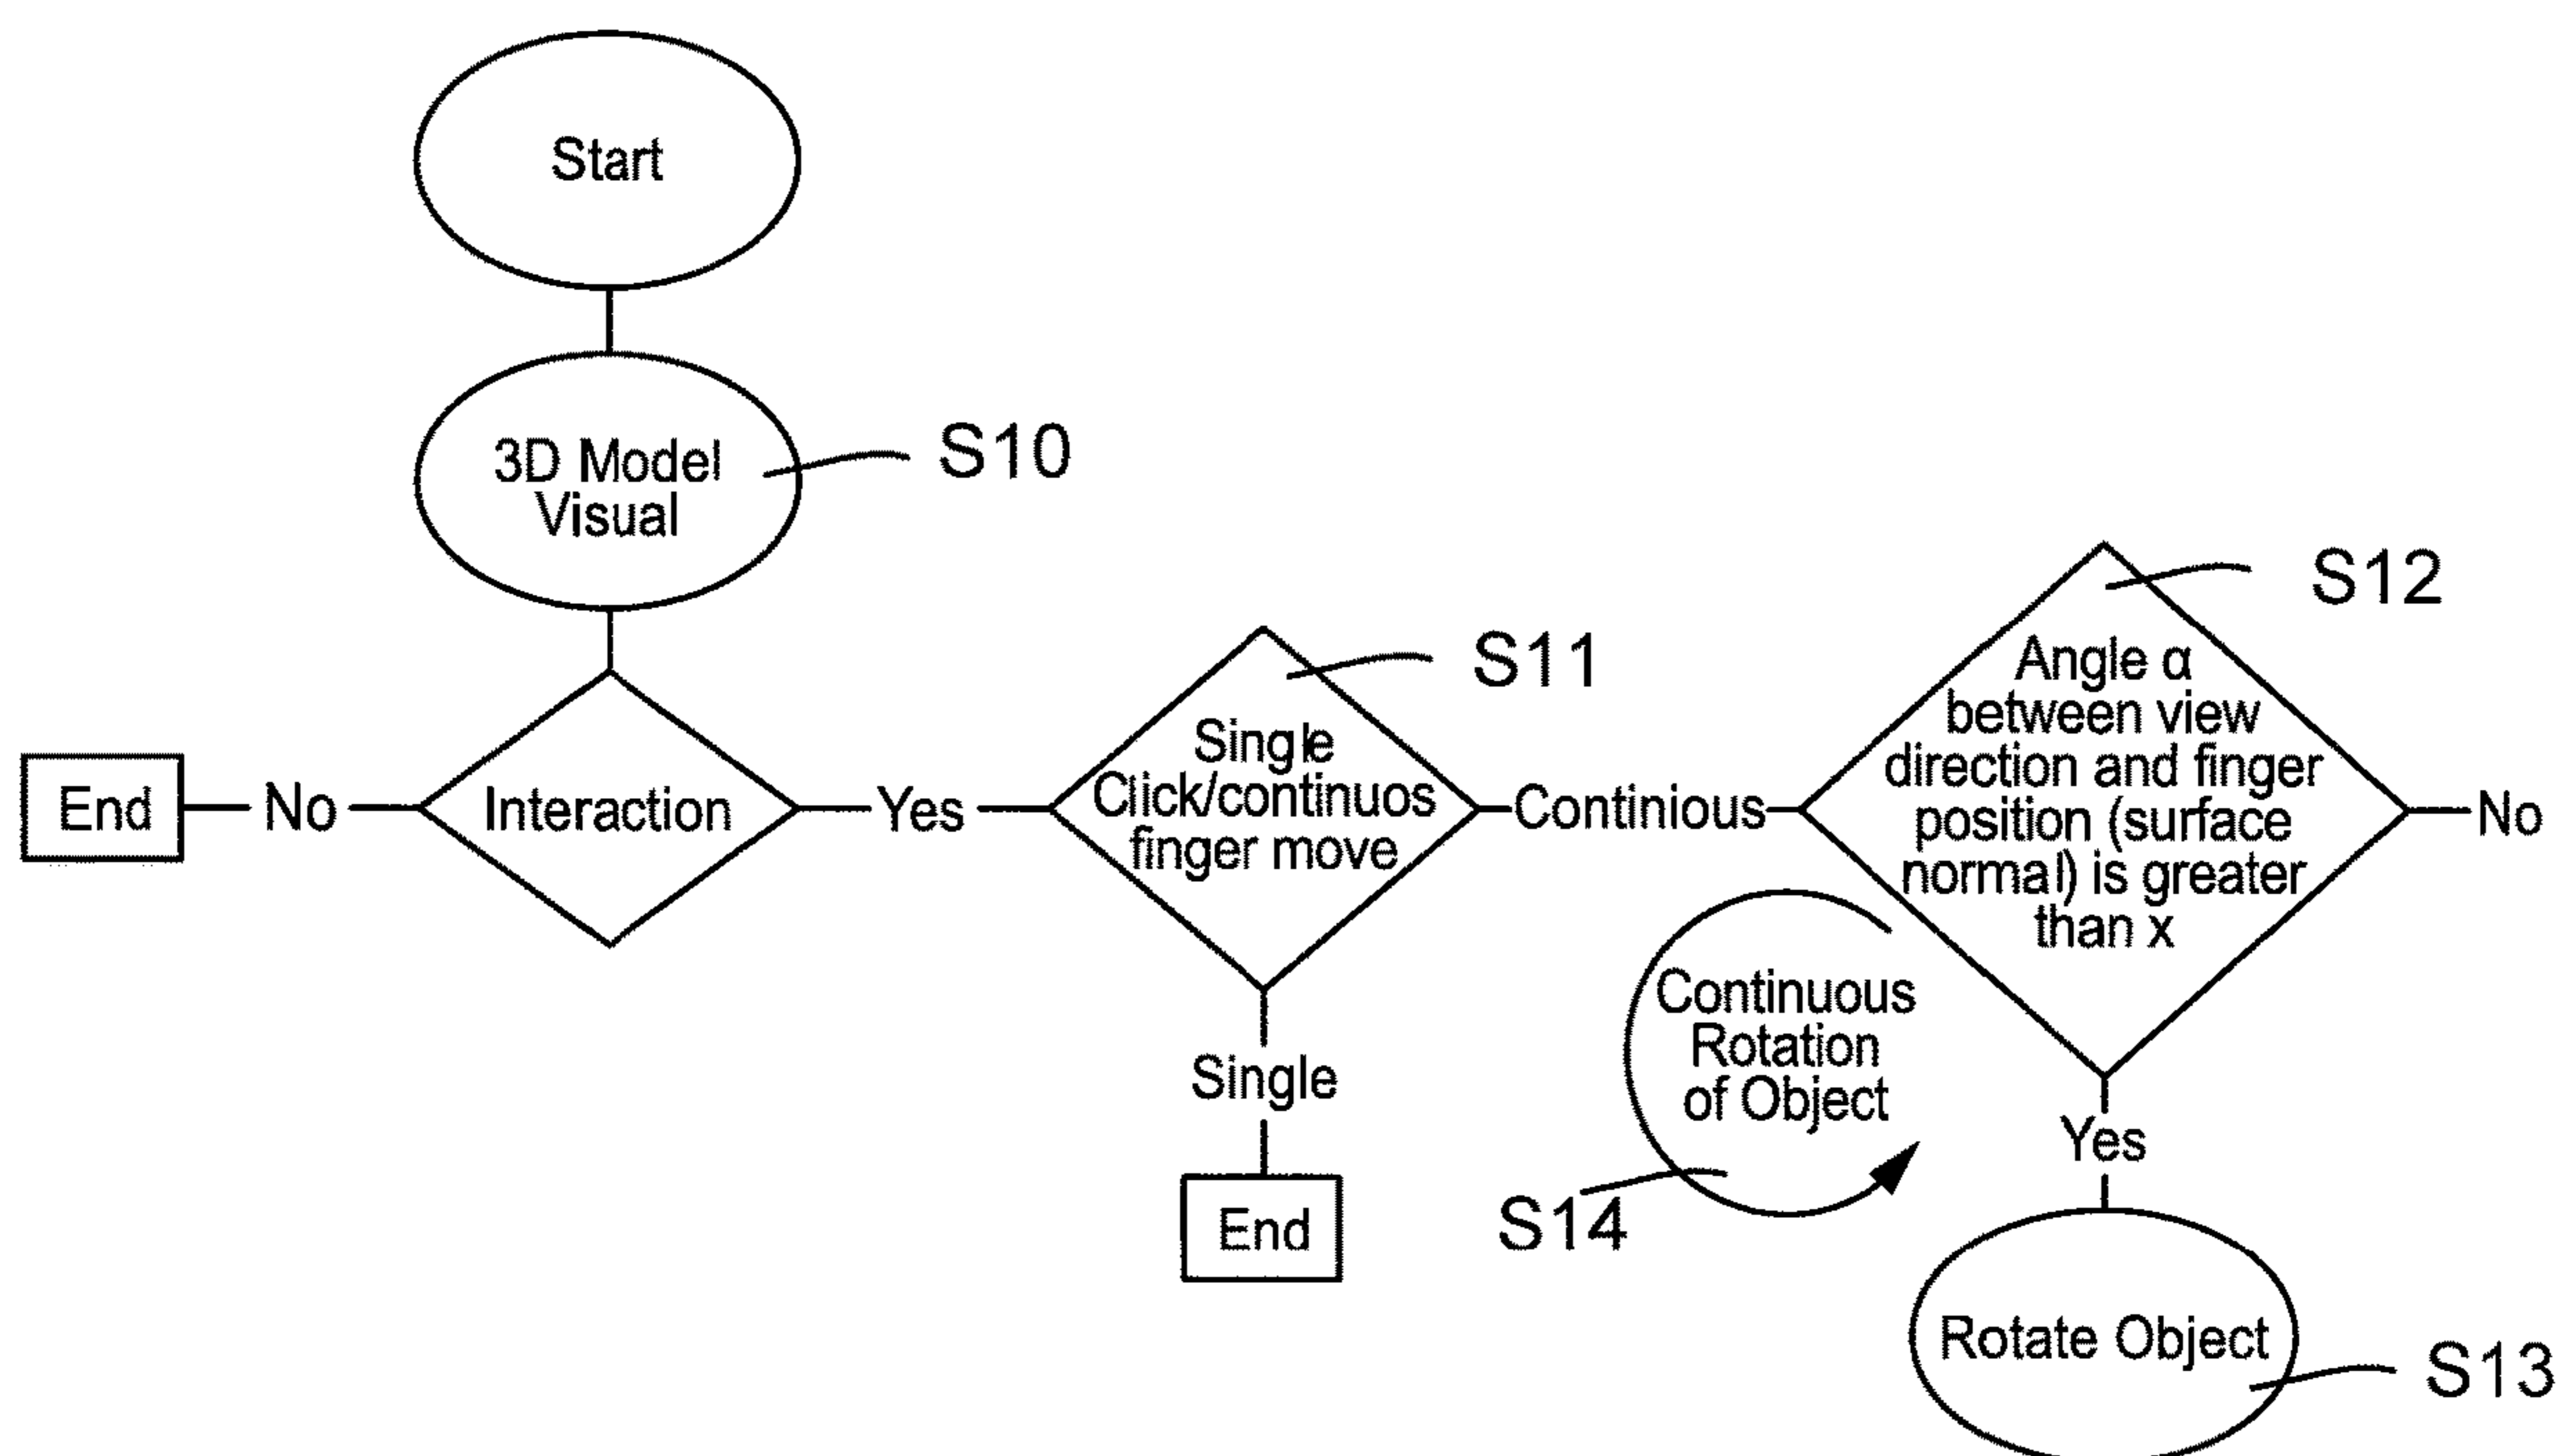 Start
3D Model
Visual
S10
End
No
Interaction
Yes
Single
Click/continuos
finger move
S11
Continious
Angle α
between view
direction and finger
position (surface
normal) is greater
than x
S12
No
Single
End
Continuous
Rotation
of Object
S14
Yes
Rotate Object
S13